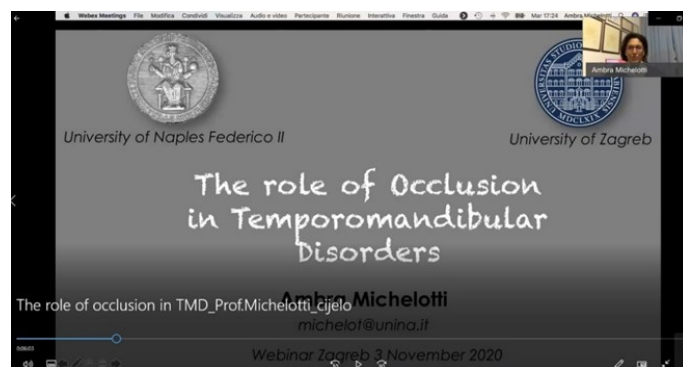 Webex Meetings File Modifica Condividi Visualizza Audio e video Partecipante Riunione Interattiva Finestra Guida Mar 17:24 Ambra Michelotti
Ambra Michelotti
University of Naples Federico II
University of Zagreb
The role of Occlusion
in Temporomandibular
Disorders
Ambra Michelotti
The role of occlusion in TMD_Prof.Michelotti_cijelo
michelot@unina.it
Webinar Zagreb 3 November 2020